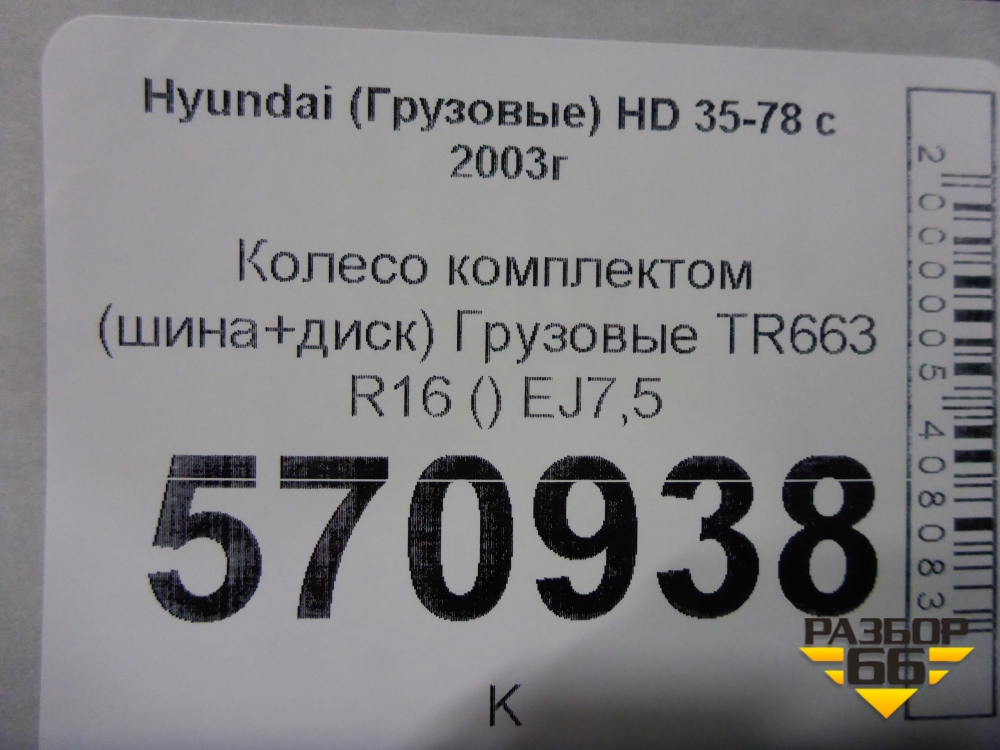 Hyundai (Грузовые) HD 35-78 с
2003г
Колесо комплектом
(шина+диск) Грузовые TR663
R16 () EJ7,5
570938
К
2000005408083
РАЗБОР
66